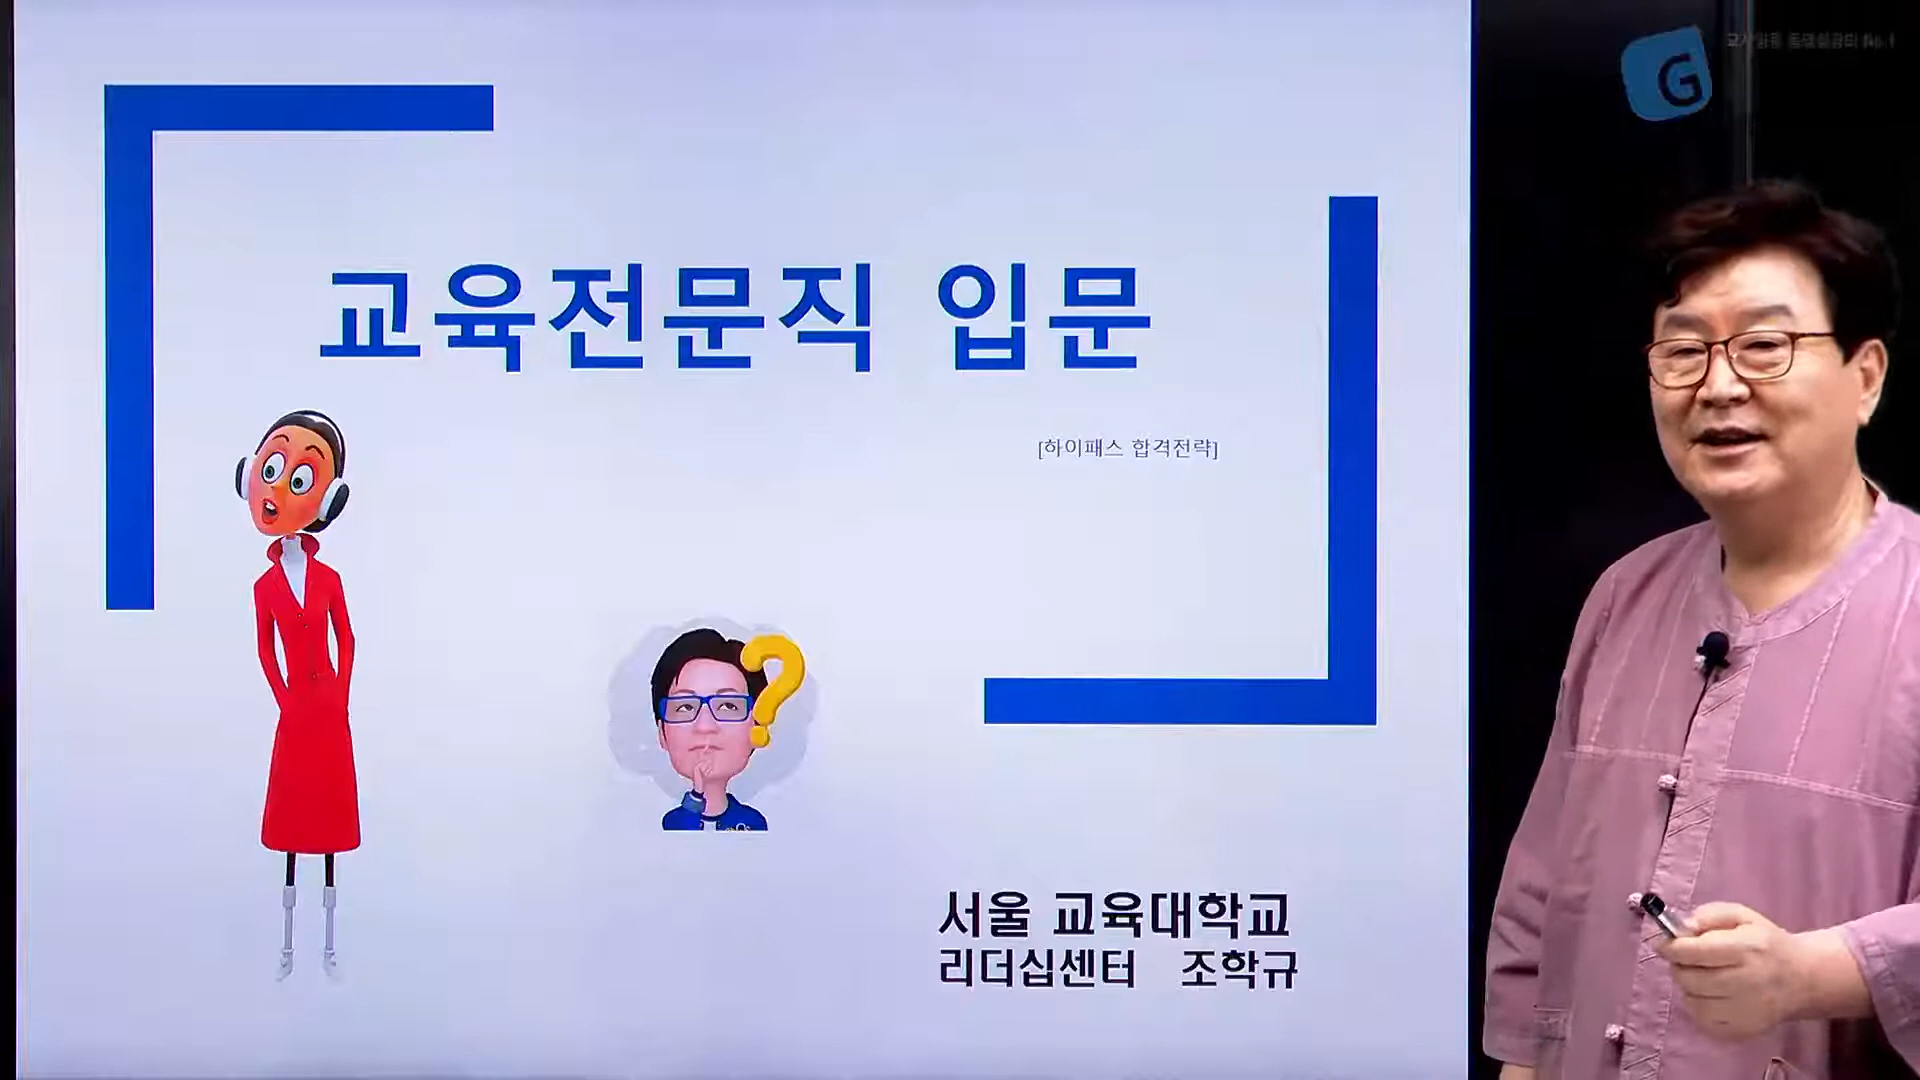 G
교육전문직 입문
[하이패스 합격전략]
서울 교육대학교
리더십센터 조학규